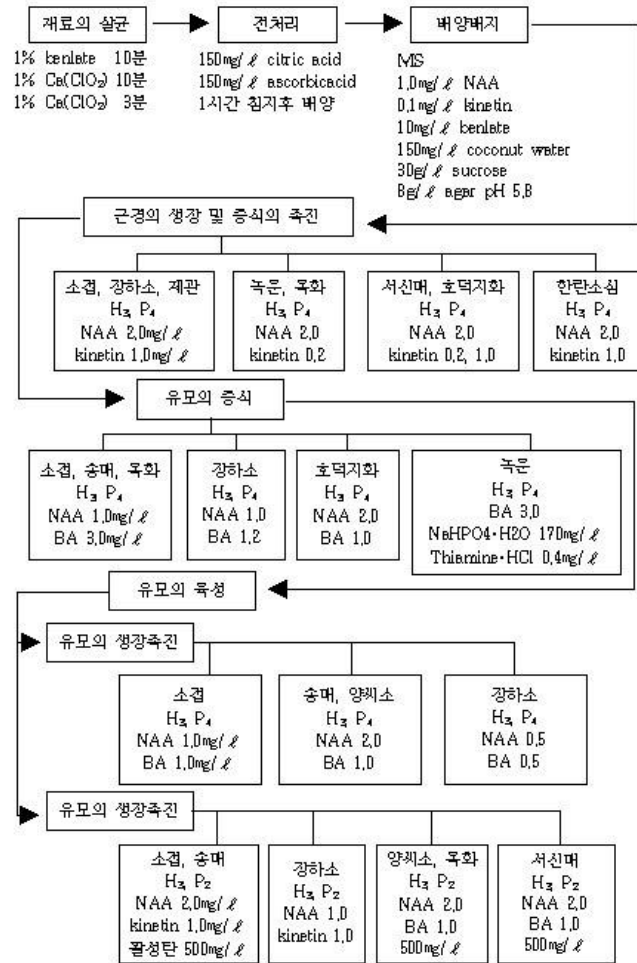 재료의 살균
전처리
배양배지
1% benlate 10분
1% Ca(ClO₂) 10분
1% Ca(ClO₂) 3분
150mg/ℓ citric acid
150mg/ℓ ascorbicacid
1시간 침지후 배양
MS
1,0mg/ℓ NAA
0,1mg/ℓ kinetin
10mg/ℓ benlate
150mg/ℓ coconut water
30g/ℓ sucrose
8g/ℓ agar pH 5,8
근경의 생장 및 증식의 촉진
소겹, 장하소, 제관
H₃ P₄
NAA 2,0mg/ℓ
kinetin 1,0mg/ℓ
녹문, 목화
H₃ P₄
NAA 2,0
kinetin 0,2
서신매, 호덕지화
H₃ P₄
NAA 2,0
kinetin 0,2, 1,0
한란소심
H₃ P₄
NAA 2,0
kinetin 1,0
유모의 증식
소겹, 송매, 목화
H₃ P₄
NAA 1,0mg/ℓ
BA 3,0mg/ℓ
장하소
H₃ P₄
NAA 1,0
BA 1,2
호덕지화
H₃ P₄
NAA 2,0
BA 1,0
녹문
H₃ P₄
BA 3,0
NaHPO4·H2O 170mg/ℓ
Thiamine·HCl 0,4mg/ℓ
유모의 육성
유모의 생장촉진
소겹
H₃ P₄
NAA 1,0mg/ℓ
BA 1,0mg/ℓ
송매, 양씨소
H₃ P₄
NAA 2,0
BA 1,0
장하소
H₃ P₄
NAA 0,5
BA 0,5
유모의 생장촉진
소겹, 송매
H₃ P₂
NAA 2,0mg/ℓ
kinetin 1,0mg/ℓ
활성탄 500mg/ℓ
장하소
H₃ P₂
NAA 1,0
kinetin 1,0
양씨소, 목화
H₃ P₂
NAA 2,0
BA 1,0
500mg/ℓ
서신매
H₃ P₂
NAA 2,0
BA 1,0
500mg/ℓ